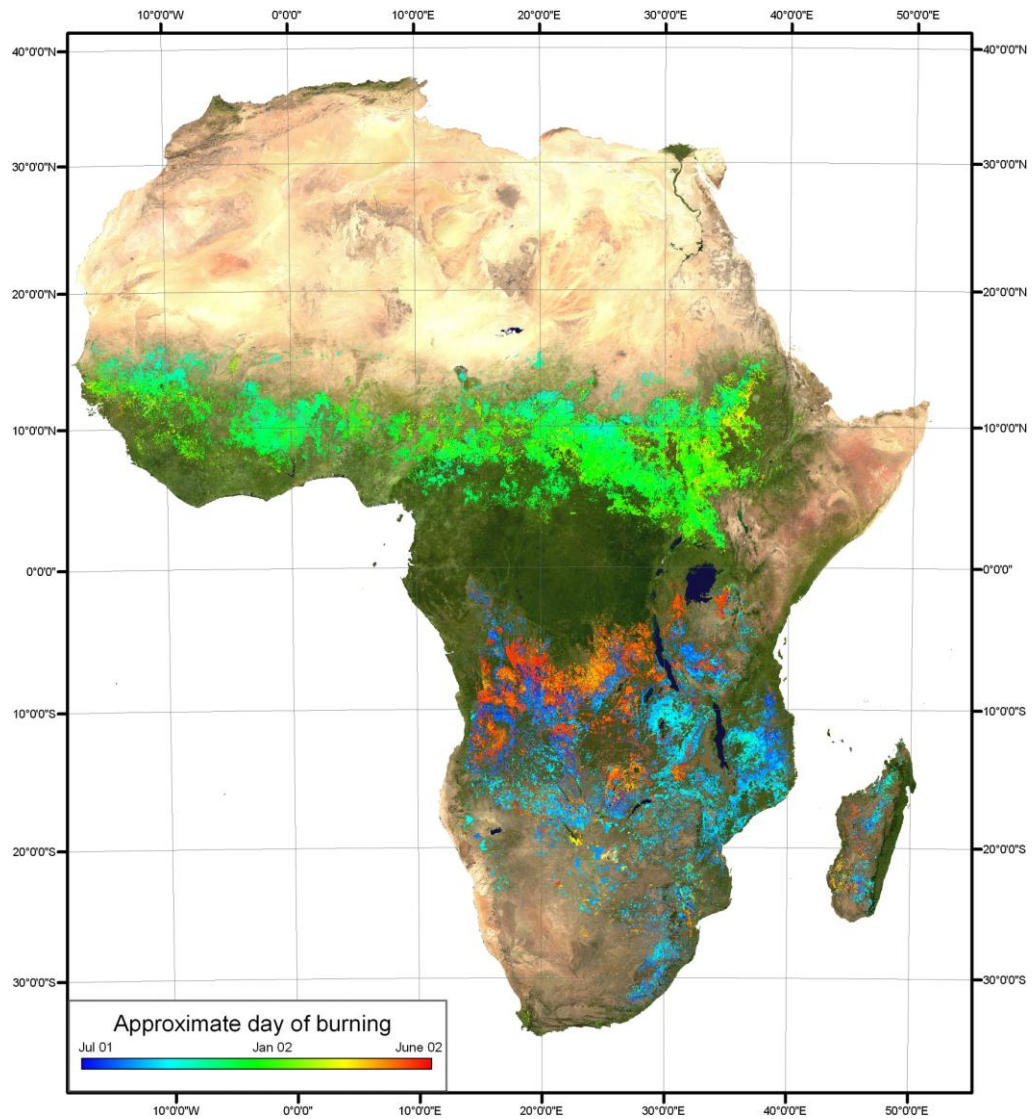 10°0'0"W 0°0'0" 10°0'0"E 20°0'0"E 30°0'0"E 40°0'0"E 50°0'0"E
40°0'0"N 40°0'0"N
30°0'0"N 30°0'0"N
20°0'0"N 20°0'0"N
10°0'0"N 10°0'0"N
0°0'0" 0°0'0"
10°0'0"S 10°0'0"S
20°0'0"S 20°0'0"S
30°0'0"S 30°0'0"S
Approximate day of burning
Jul 01 Jan 02 June 02
10°0'0"W 0°0'0" 10°0'0"E 20°0'0"E 30°0'0"E 40°0'0"E 50°0'0"E